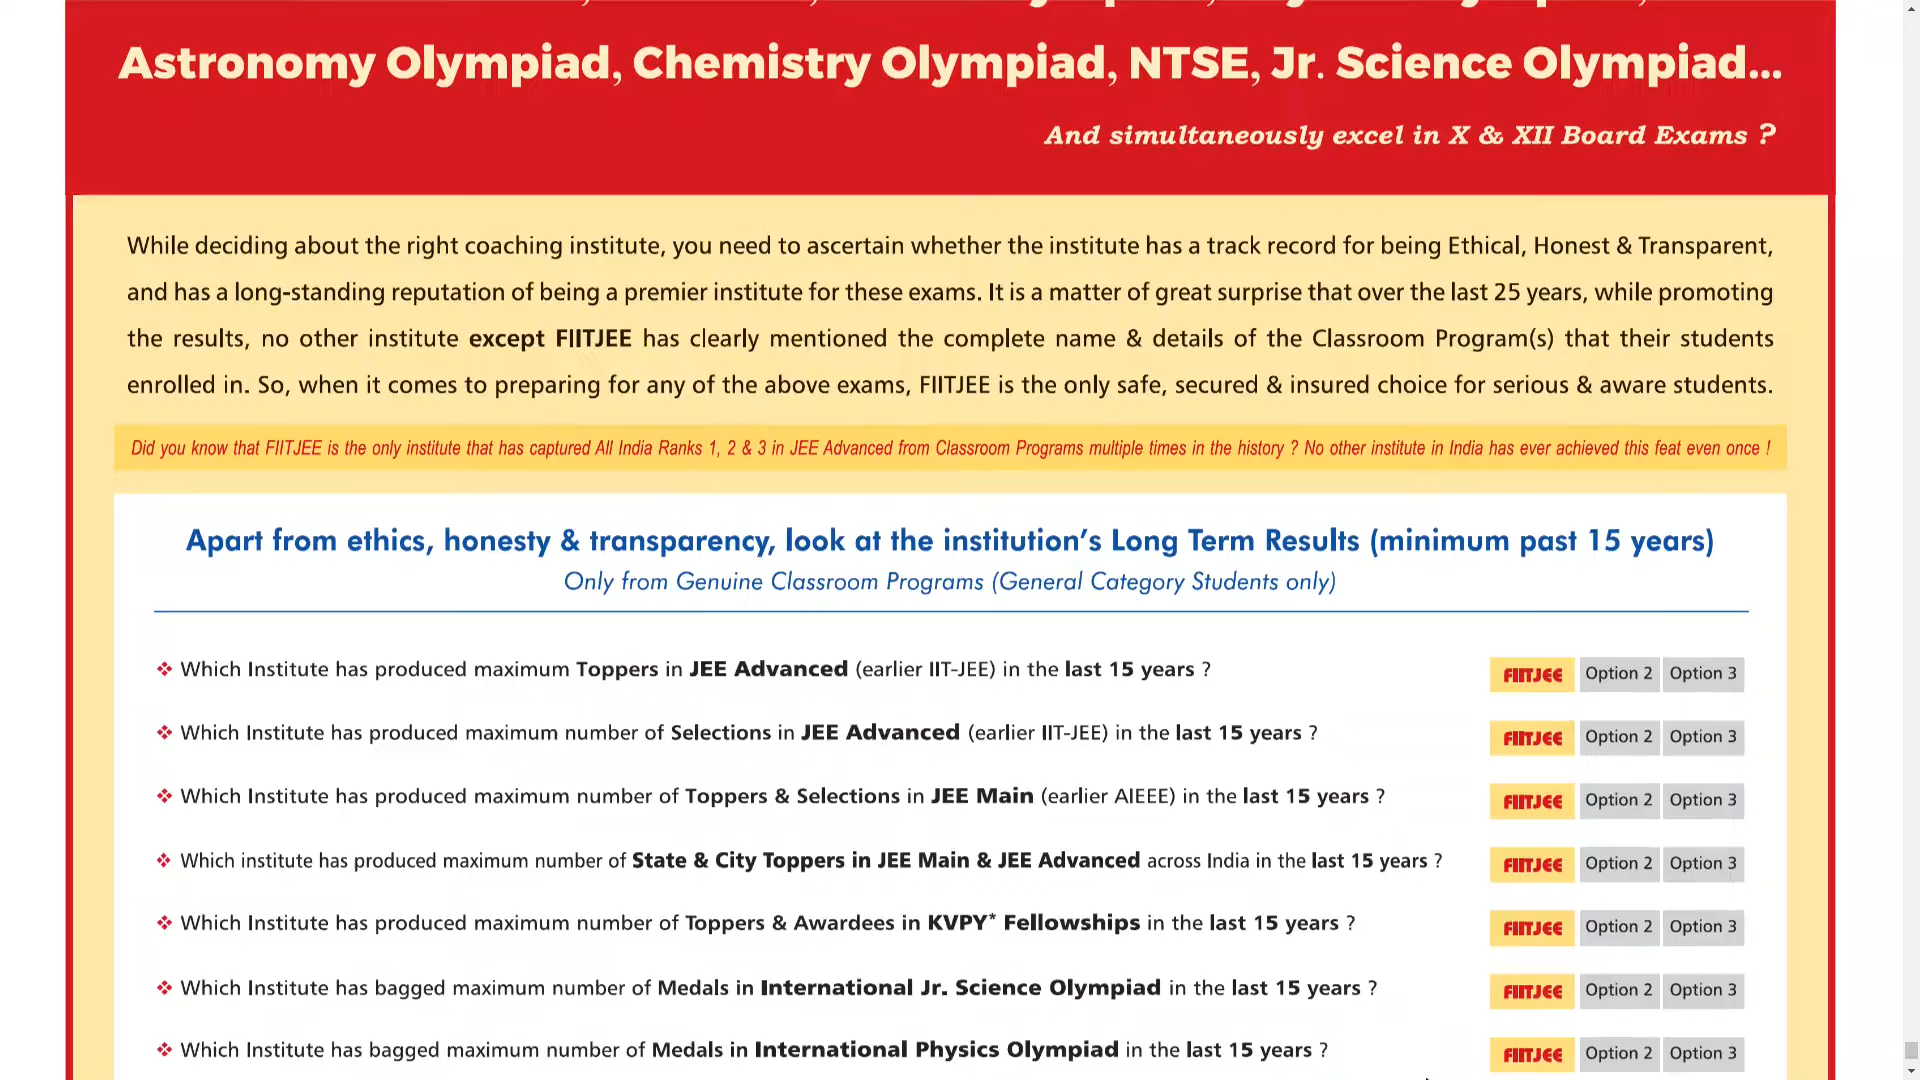 Astronomy Olympiad, Chemistry Olympiad, NTSE, Jr. Science Olympiad...
And simultaneously excel in X & XII Board Exams ?
While deciding about the right coaching institute, you need to ascertain whether the institute has a track record for being Ethical, Honest & Transparent,
and has a long-standing reputation of being a premier institute for these exams. It is a matter of great surprise that over the last 25 years, while promoting
the results, no other institute except FIITJEE has clearly mentioned the complete name & details of the Classroom Program(s) that their students
enrolled in. So, when it comes to preparing for any of the above exams, FIITJEE is the only safe, secured & insured choice for serious & aware students.
Did you know that FIITJEE is the only institute that has captured All India Ranks 1, 2 & 3 in JEE Advanced from Classroom Programs multiple times in the history ? No other institute in India has ever achieved this feat even once !
Apart from ethics, honesty & transparency, look at the institution's Long Term Results (minimum past 15 years)
Only from Genuine Classroom Programs (General Category Students only)
❖ Which Institute has produced maximum Toppers in JEE Advanced (earlier IIT-JEE) in the last 15 years ? FIITJEE Option 2 Option 3
❖ Which Institute has produced maximum number of Selections in JEE Advanced (earlier IIT-JEE) in the last 15 years ? FIITJEE Option 2 Option 3
❖ Which Institute has produced maximum number of Toppers & Selections in JEE Main (earlier AIEEE) in the last 15 years ? FIITJEE Option 2 Option 3
❖ Which institute has produced maximum number of State & City Toppers in JEE Main & JEE Advanced across India in the last 15 years ? FIITJEE Option 2 Option 3
❖ Which Institute has produced maximum number of Toppers & Awardees in KVPY* Fellowships in the last 15 years ? FIITJEE Option 2 Option 3
❖ Which Institute has bagged maximum number of Medals in International Jr. Science Olympiad in the last 15 years ? FIITJEE Option 2 Option 3
❖ Which Institute has bagged maximum number of Medals in International Physics Olympiad in the last 15 years ? FIITJEE Option 2 Option 3